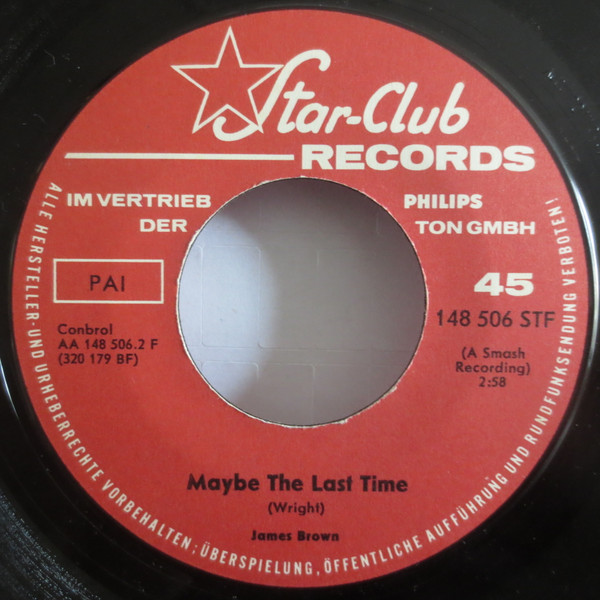 Star-Club
RECORDS
IM VERTRIEB PHILIPS
DER TON GMBH
PAI
45
148 506 STF
Conbrol
AA 148 506.2 F
(320 179 BF)
(A Smash
Recording)
2:58
Maybe The Last Time
(Wright)
James Brown
ALLE HERSTELLER- UND URHEBERRECHTE VORBEHALTEN; ÜBERSPIELUNG, ÖFFENTLICHE AUFFÜHRUNG UND RUNDFUNKSENDUNG VERBOTEN!